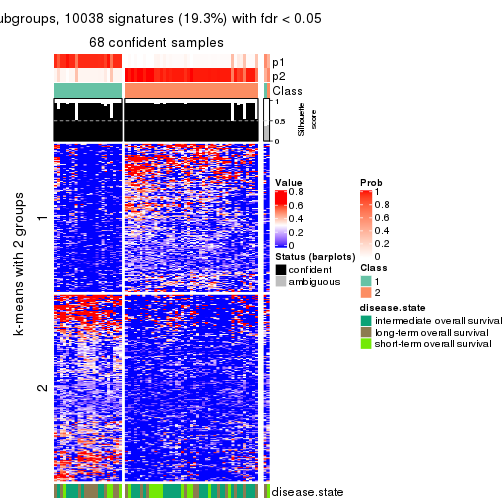 ubgroups, 10038 signatures (19.3%) with fdr < 0.05
68 confident samples
p1
p2
Class
1
0.5
0
Silhouette
score
k-means with 2 groups
1
2
Value
0.8
0.6
0.4
0.2
0
Status (barplots)
confident
ambiguous
Prob
1
0.8
0.6
0.4
0.2
0
Class
1
2
disease.state
intermediate overall survival
long-term overall survival
short-term overall survival
disease.state